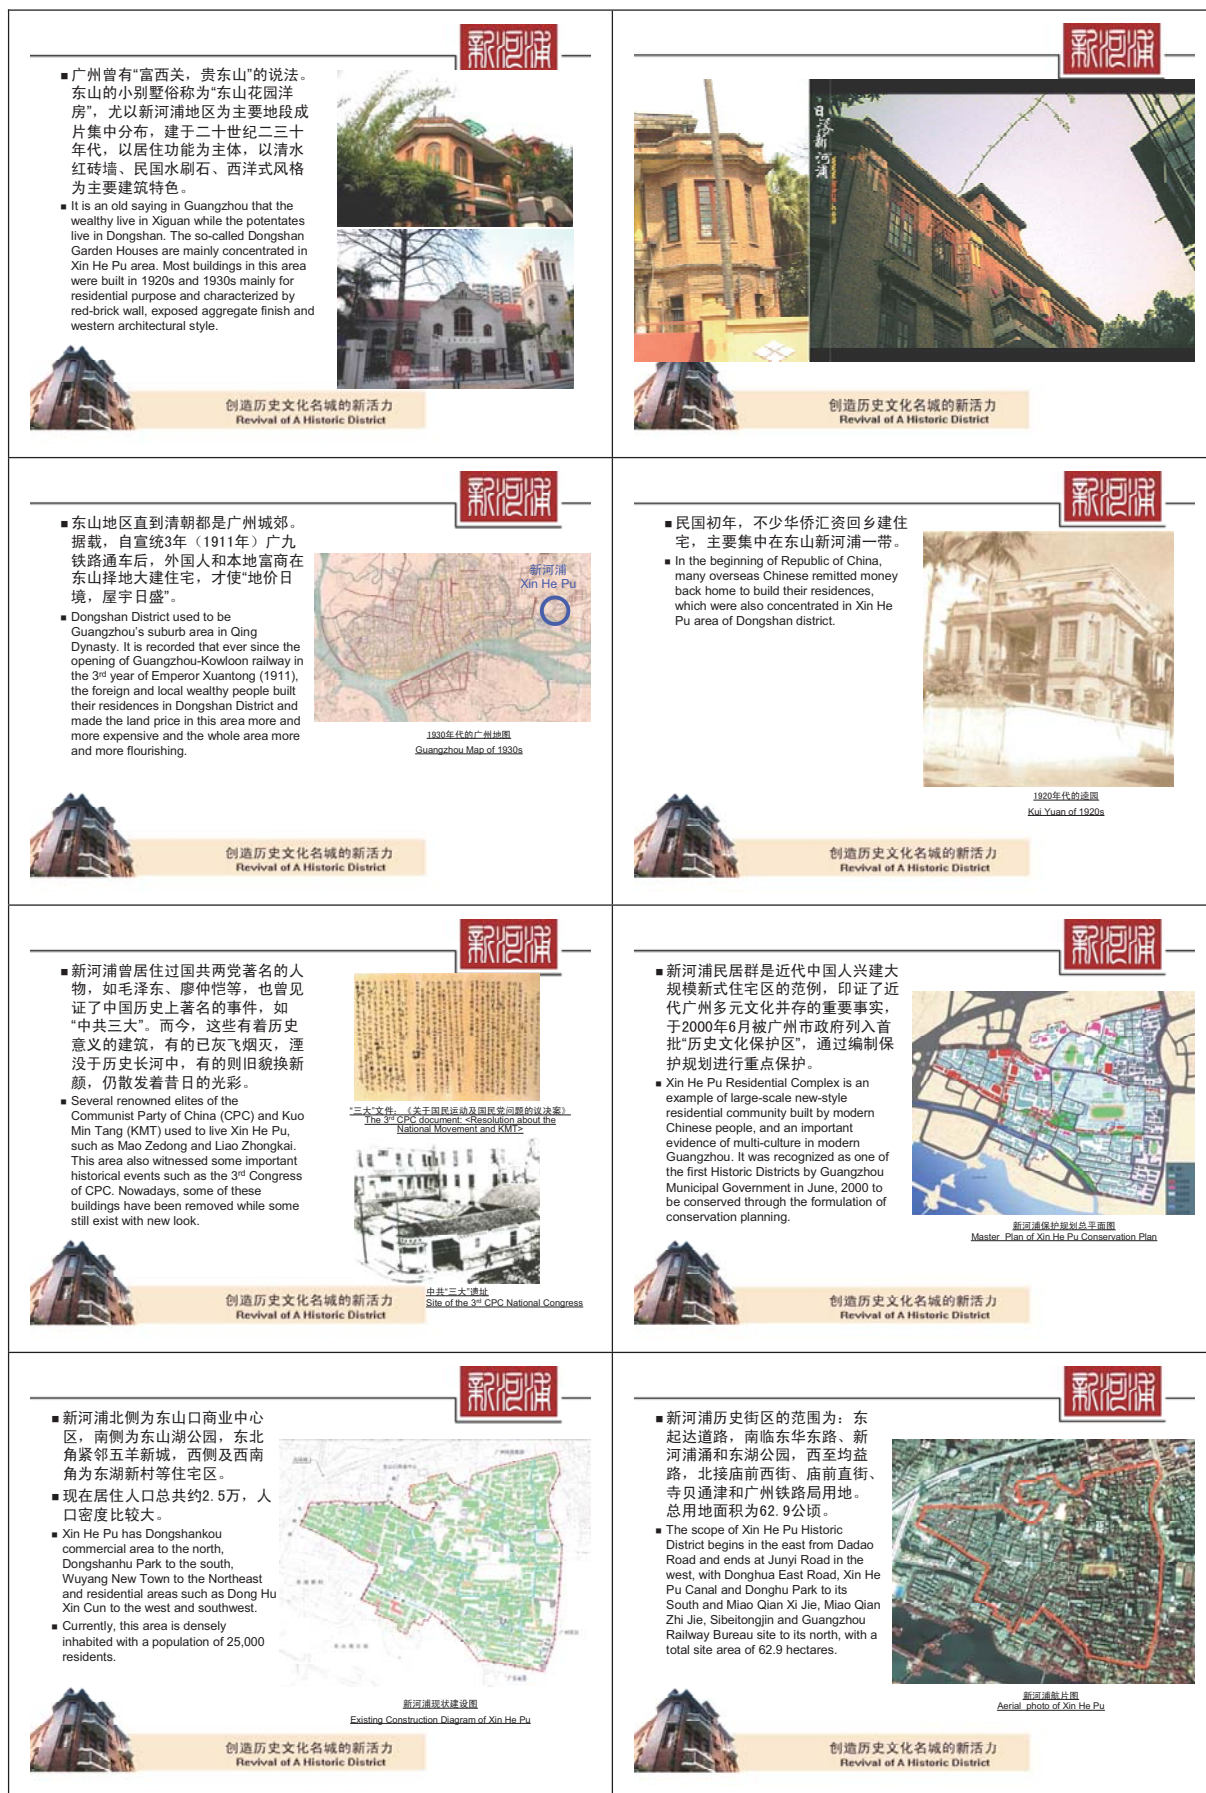 新河浦
■ 广州曾有“富西关，贵东山”的说法。
东山的小别墅俗称为“东山花园洋
房”，尤以新河浦地区为主要地段成
片集中分布，建于二十世纪二三十
年代，以居住功能为主体，以清水
红砖墙、民国水刷石、西洋式风格
为主要建筑特色。
■ It is an old saying in Guangzhou that the
wealthy live in Xiguan while the potentates
live in Dongshan. The so-called Dongshan
Garden Houses are mainly concentrated in
Xin He Pu area. Most buildings in this area
were built in 1920s and 1930s mainly for
residential purpose and characterized by
red-brick wall, exposed aggregate finish and
western architectural style.
创造历史文化名城的新活力
Revival of A Historic District
新河浦
新河浦
创造历史文化名城的新活力
Revival of A Historic District
新河浦
■ 东山地区直到清朝都是广州城郊。
据载，自宣统3年（1911年）广九
铁路通车后，外国人和本地富商在
东山择地大建住宅，才使“地价日
境，屋宇日盛”。
■ Dongshan District used to be
Guangzhou's suburb area in Qing
Dynasty. It is recorded that ever since the
opening of Guangzhou-Kowloon railway in
the 3rd year of Emperor Xuantong (1911),
the foreign and local wealthy people built
their residences in Dongshan District and
made the land price in this area more and
more expensive and the whole area more
and more flourishing.
新河浦
Xin He Pu
1930年代的广州地图
Guangzhou Map of 1930s
创造历史文化名城的新活力
Revival of A Historic District
新河浦
■ 民国初年，不少华侨汇资回乡建住
宅，主要集中在东山新河浦一带。
■ In the beginning of Republic of China,
many overseas Chinese remitted money
back home to build their residences,
which were also concentrated in Xin He
Pu area of Dongshan district.
1920年代的逵园
Kui Yuan of 1920s
创造历史文化名城的新活力
Revival of A Historic District
新河浦
■ 新河浦曾居住过国共两党著名的人
物，如毛泽东、廖仲恺等，也曾见
证了中国历史上著名的事件，如
“中共三大”。而今，这些有着历史
意义的建筑，有的已灰飞烟灭，湮
没于历史长河中，有的则旧貌换新
颜，仍散发着昔日的光彩。
■ Several renowned elites of the
Communist Party of China (CPC) and Kuo
Min Tang (KMT) used to live Xin He Pu,
such as Mao Zedong and Liao Zhongkai.
This area also witnessed some important
historical events such as the 3rd Congress
of CPC. Nowadays, some of these
buildings have been removed while some
still exist with new look.
“三大”文件：《关于国民运动及国民党问题的议决案》
The 3rd CPC document: <Resolution about the
National Movement and KMT>
中共“三大”遗址
Site of the 3rd CPC National Congress
创造历史文化名城的新活力
Revival of A Historic District
新河浦
■ 新河浦民居群是近代中国人兴建大
规模新式住宅区的范例，印证了近
代广州多元文化并存的重要事实，
于2000年6月被广州市政府列入首
批“历史文化保护区”，通过编制保
护规划进行重点保护。
■ Xin He Pu Residential Complex is an
example of large-scale new-style
residential community built by modern
Chinese people, and an important
evidence of multi-culture in modern
Guangzhou. It was recognized as one of
the first Historic Districts by Guangzhou
Municipal Government in June, 2000 to
be conserved through the formulation of
conservation planning.
新河浦保护规划总平面图
Master Plan of Xin He Pu Conservation Plan
创造历史文化名城的新活力
Revival of A Historic District
新河浦
■ 新河浦北侧为东山口商业中心
区，南侧为东山湖公园，东北
角紧邻五羊新城，西侧及西南
角为东湖新村等住宅区。
■ 现在居住人口总共约2.5万，人
口密度比较大。
■ Xin He Pu has Dongshankou
commercial area to the north,
Dongshanhu Park to the south,
Wuyang New Town to the Northeast
and residential areas such as Dong Hu
Xin Cun to the west and southwest.
■ Currently, this area is densely
inhabited with a population of 25,000
residents.
新河浦现状建设图
Existing Construction Diagram of Xin He Pu
创造历史文化名城的新活力
Revival of A Historic District
新河浦
■ 新河浦历史街区的范围为：东
起达道路，南临东华东路、新
河浦涌和东湖公园，西至均益
路，北接庙前西街、庙前直街、
寺贝通津和广州铁路局用地。
总用地面积为62.9公顷。
■ The scope of Xin He Pu Historic
District begins in the east from Dadao
Road and ends at Junyi Road in the
west, with Donghua East Road, Xin He
Pu Canal and Donghu Park to its
South and Miao Qian Xi Jie, Miao Qian
Zhi Jie, Sibeitongjin and Guangzhou
Railway Bureau site to its north, with a
total site area of 62.9 hectares.
新河浦航片图
Aerial photo of Xin He Pu
创造历史文化名城的新活力
Revival of A Historic District